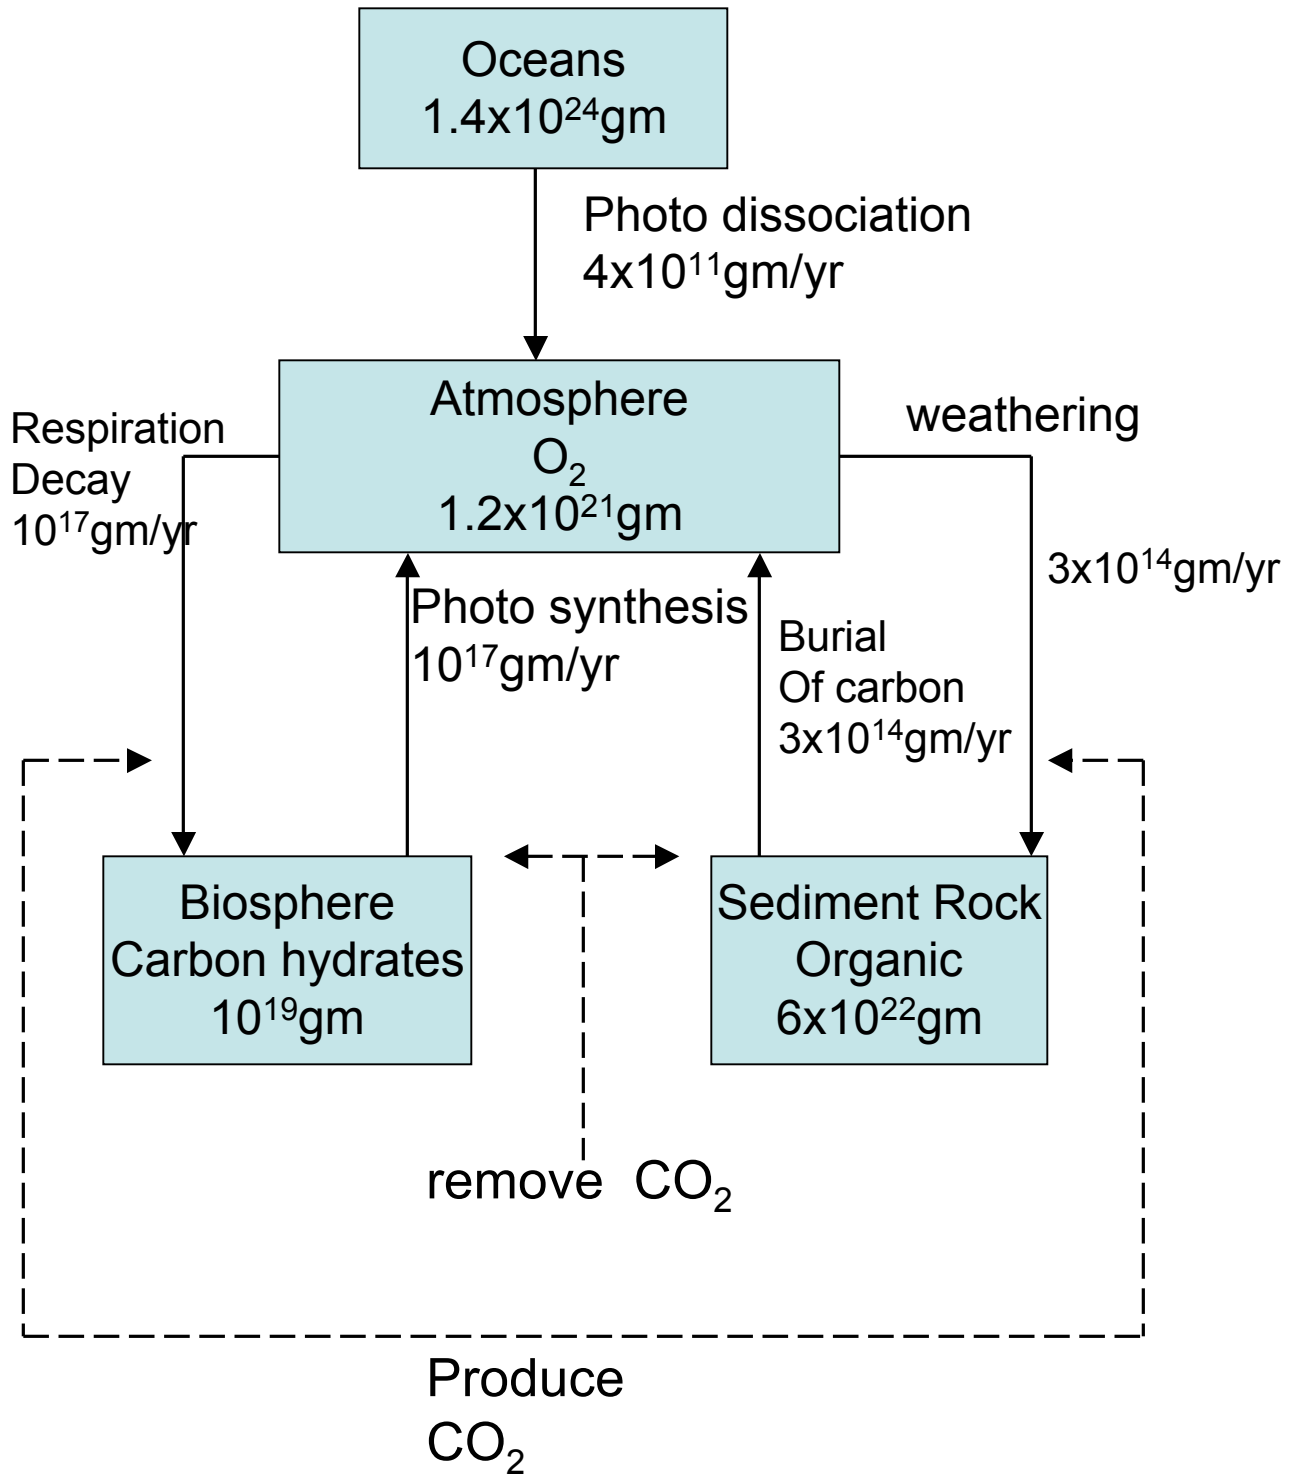 Oceans
1.4x10²⁴gm
Photo dissociation
4x10¹¹gm/yr
Atmosphere
O₂
1.2x10²¹gm
Respiration
Decay
10¹⁷gm/yr
weathering
3x10¹⁴gm/yr
Photo synthesis
10¹⁷gm/yr
Burial
Of carbon
3x10¹⁴gm/yr
Biosphere
Carbon hydrates
10¹⁹gm
Sediment Rock
Organic
6x10²²gm
remove CO₂
Produce
CO₂